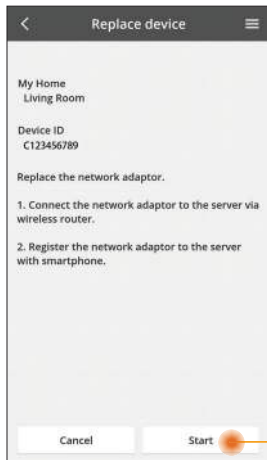 Replace device
My Home
Living Room
Device ID
C123456789
Replace the network adaptor.
1. Connect the network adaptor to the server via
wireless router.
2. Register the network adaptor to the server
with smartphone.
Cancel Start